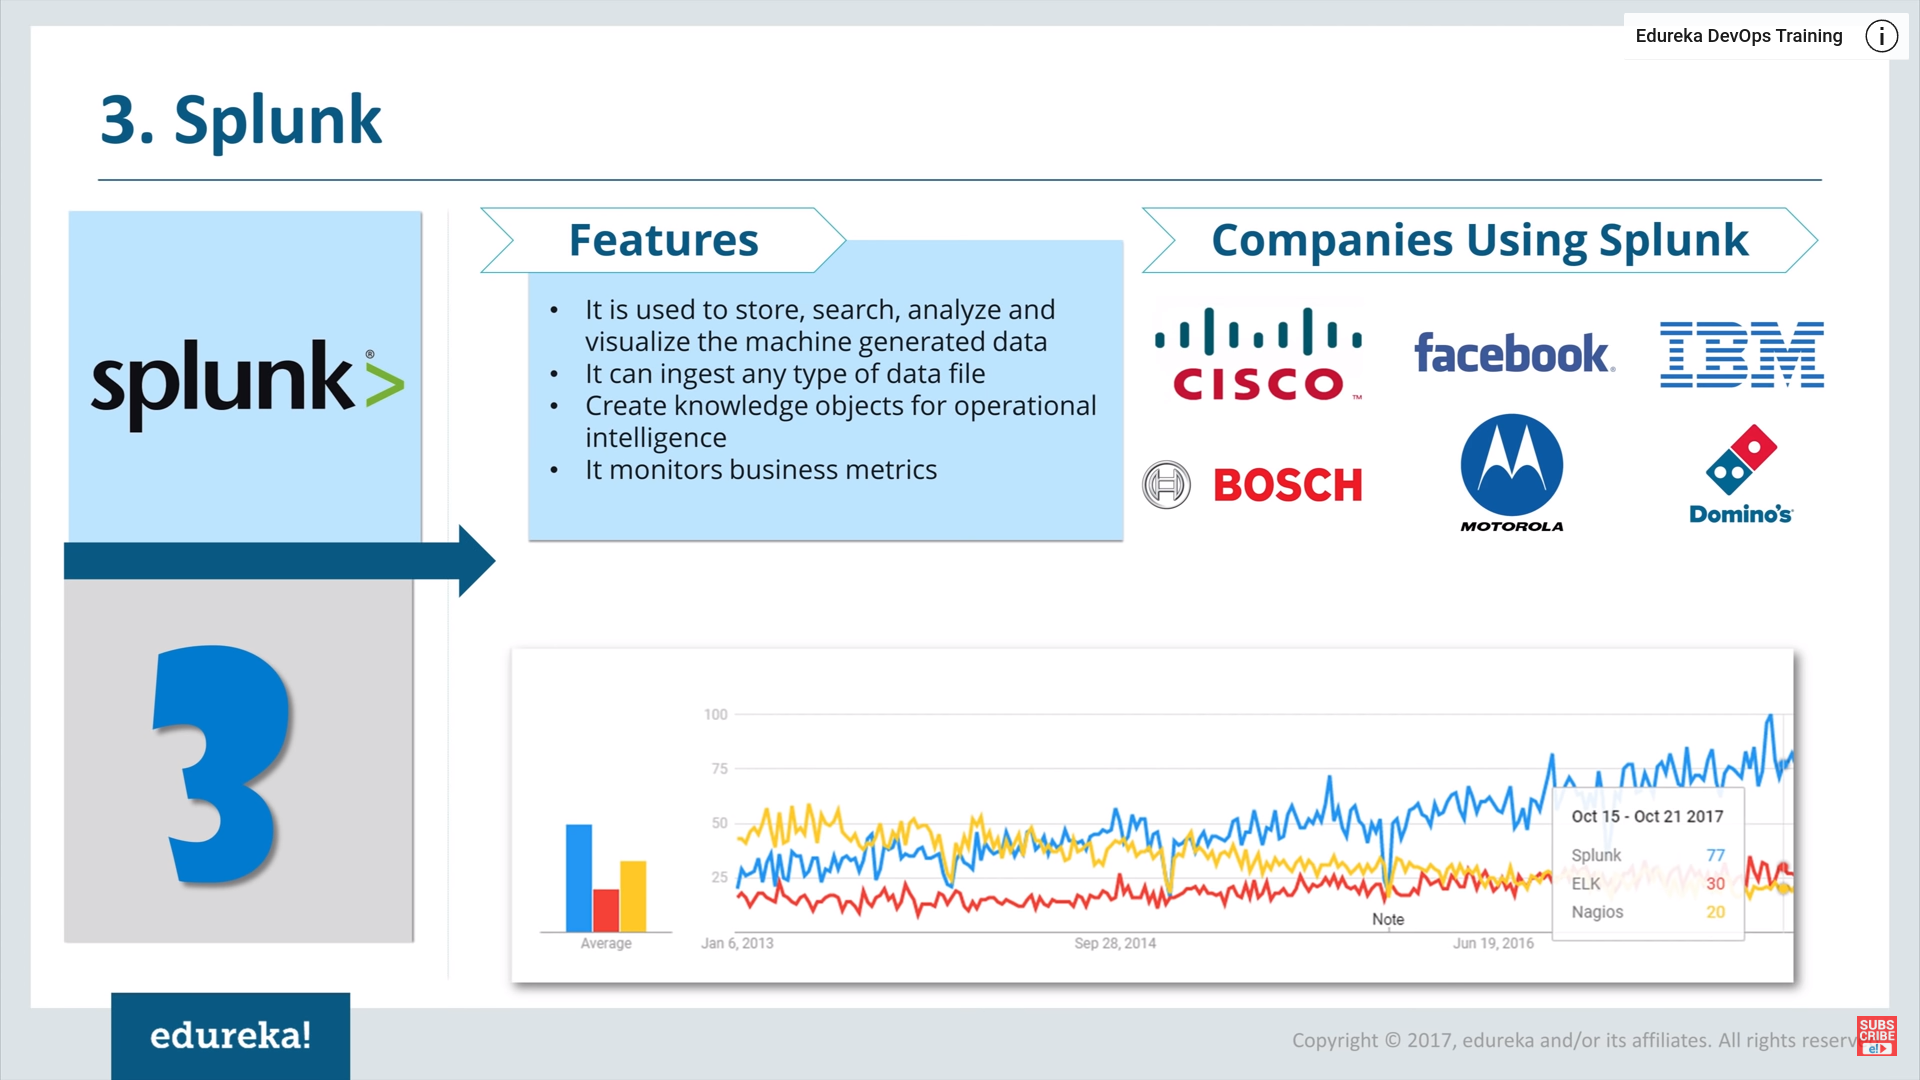 Edureka DevOps Training
3. Splunk
splunk>®
3
Features
• It is used to store, search, analyze and
visualize the machine generated data
• It can ingest any type of data file
• Create knowledge objects for operational
intelligence
• It monitors business metrics
Companies Using Splunk
CISCO™
facebook®
IBM
BOSCH
MOTOROLA
Domino's
100
75
50
25
Average
Jan 6, 2013
Sep 28, 2014
Jun 19, 2016
Note
Oct 15 - Oct 21 2017
Splunk 77
ELK 30
Nagios 20
edureka!
Copyright © 2017, edureka and/or its affiliates. All rights reserv
SUBS
CRIBE
e!